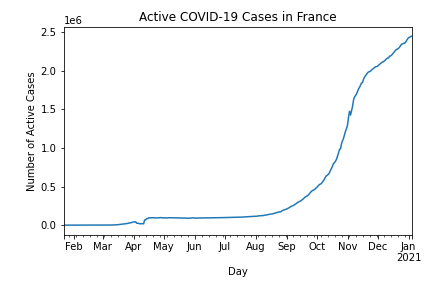 Active COVID-19 Cases in France
1e6
2.5
2.0
1.5
1.0
0.5
0.0
Number of Active Cases
Feb Mar Apr May Jun Jul Aug Sep Oct Nov Dec Jan
2021
Day